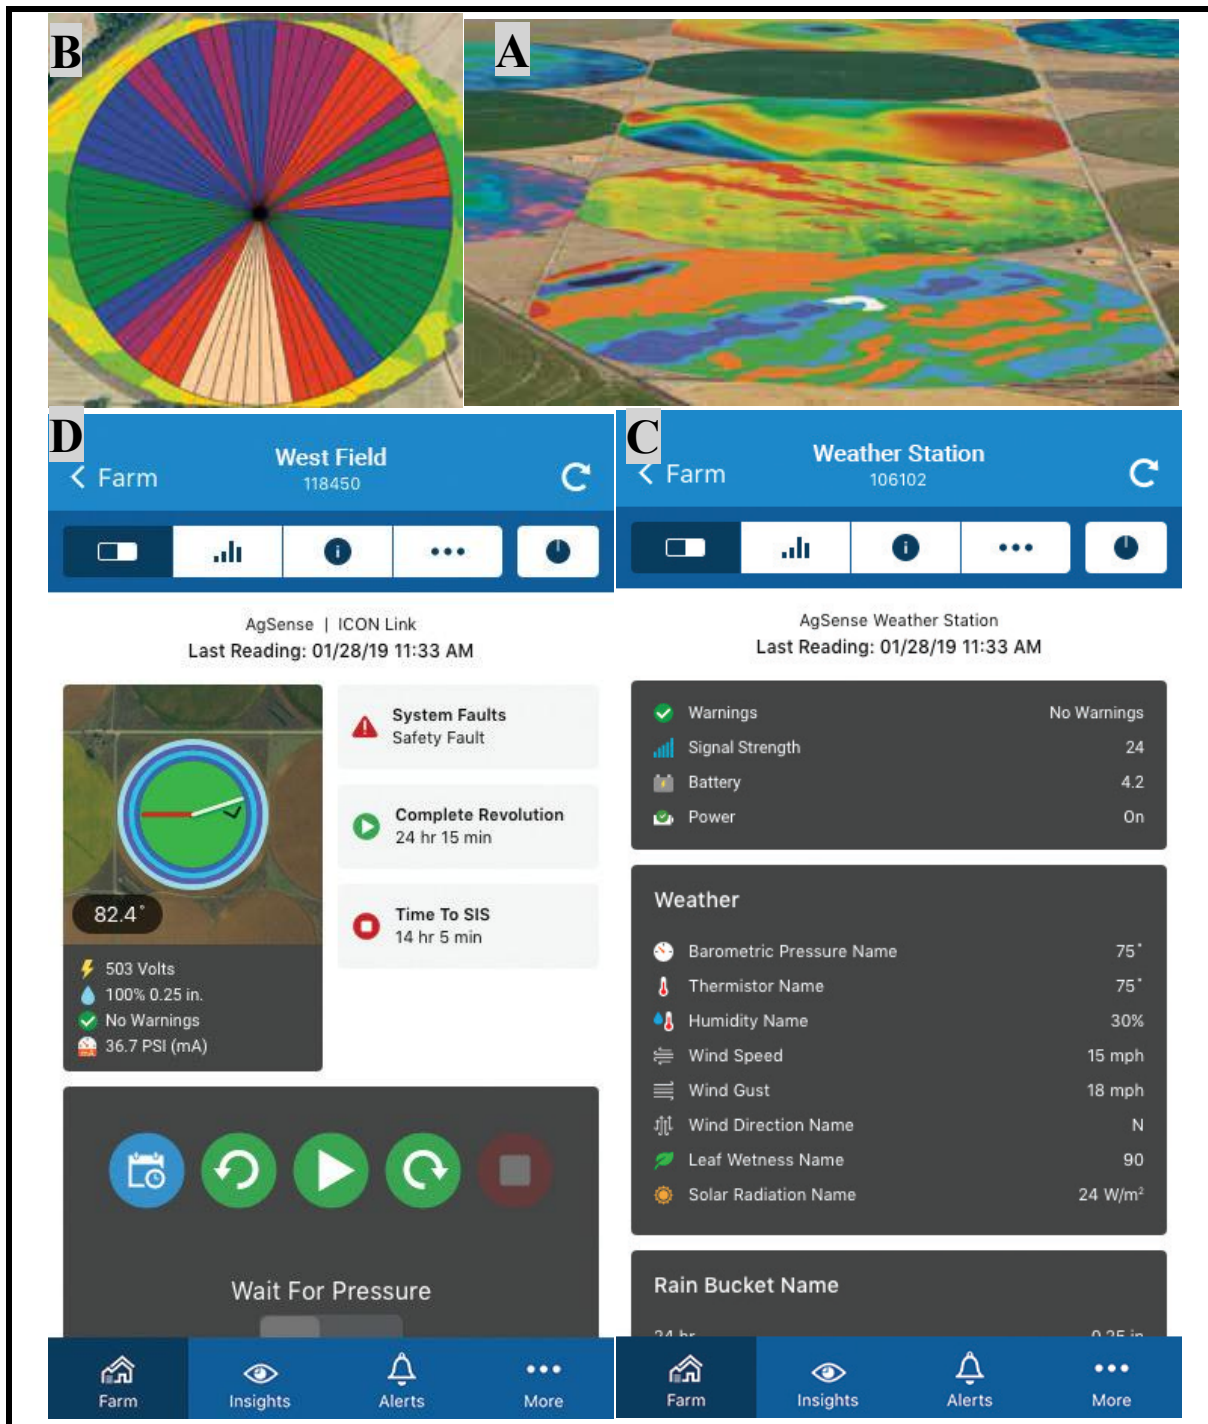 B
A
D
Farm
West Field
118450
AgSense | ICON Link
Last Reading: 01/28/19 11:33 AM
System Faults
Safety Fault
Complete Revolution
24 hr 15 min
Time To SIS
14 hr 5 min
82.4°
503 Volts
100% 0.25 in.
No Warnings
36.7 PSI (mA)
Wait For Pressure
Farm
Insights
Alerts
More
C
Farm
Weather Station
106102
AgSense Weather Station
Last Reading: 01/28/19 11:33 AM
Warnings No Warnings
Signal Strength 24
Battery 4.2
Power On
Weather
Barometric Pressure Name 75°
Thermistor Name 75°
Humidity Name 30%
Wind Speed 15 mph
Wind Gust 18 mph
Wind Direction Name N
Leaf Wetness Name 90
Solar Radiation Name 24 W/m²
Rain Bucket Name
24 hr 0.25 in
Farm
Insights
Alerts
More